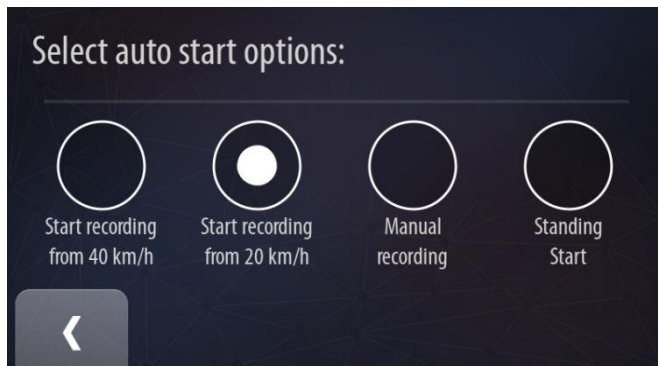 Select auto start options:
Start recording
from 40 km/h
Start recording
from 20 km/h
Manual
recording
Standing
Start